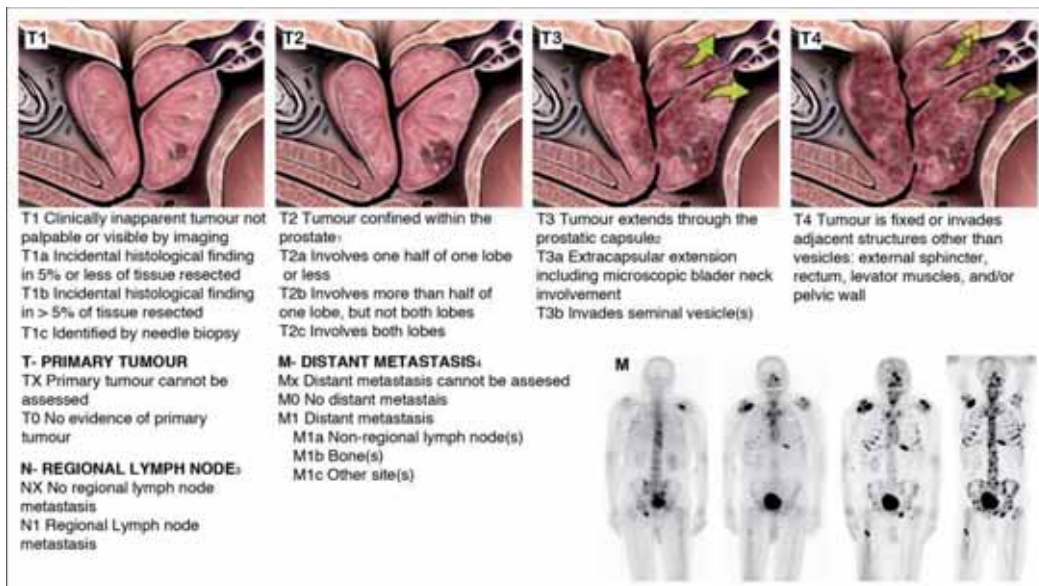 T1
T2
T3
T4
T1 Clinically inapparent tumour not
palpable or visible by imaging
T1a Incidental histological finding
in 5% or less of tissue resected
T1b Incidental histological finding
in > 5% of tissue resected
T1c Identified by needle biopsy
T2 Tumour confined within the
prostate₁
T2a Involves one half of one lobe
or less
T2b Involves more than half of
one lobe, but not both lobes
T2c Involves both lobes
T3 Tumour extends through the
prostatic capsule₂
T3a Extracapsular extension
including microscopic blader neck
involvement
T3b Invades seminal vesicle(s)
T4 Tumour is fixed or invades
adjacent structures other than
vesicles: external sphincter,
rectum, levator muscles, and/or
pelvic wall
T- PRIMARY TUMOUR
TX Primary tumour cannot be
assessed
T0 No evidence of primary
tumour
N- REGIONAL LYMPH NODE₃
NX No regional lymph node
metastasis
N1 Regional Lymph node
metastasis
M- DISTANT METASTASIS₄
Mx Distant metastasis cannot be assesed
M0 No distant metastais
M1 Distant metastasis
M1a Non-regional lymph node(s)
M1b Bone(s)
M1c Other site(s)
M